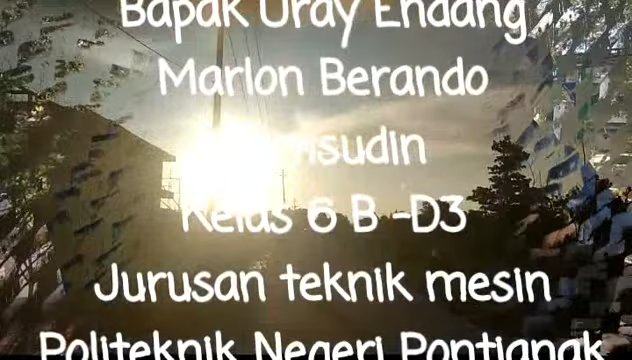 Bapak Uray Endang
Marlon Berando
Kelas 6 B -D3
Jurusan teknik mesin
Politeknik Negeri Pontianak